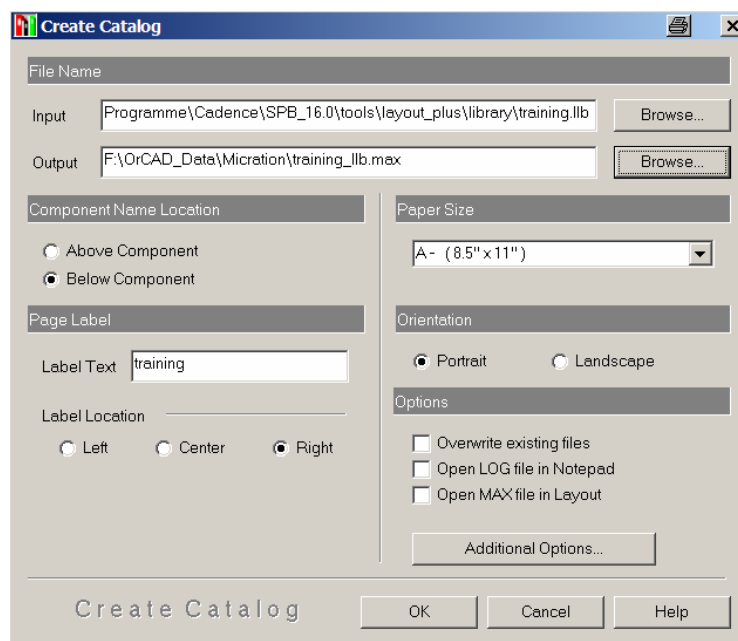 Create Catalog
File Name
Input Programme\Cadence\SPB_16.0\tools\layout_plus\library\training.llb Browse...
Output F:\OrCAD_Data\Micration\training_llb.max Browse...
Component Name Location
Above Component
Below Component
Paper Size
A - ( 8.5" x 11" )
Page Label
Label Text training
Label Location
Left Center Right
Orientation
Portrait Landscape
Options
Overwrite existing files
Open LOG file in Notepad
Open MAX file in Layout
Additional Options...
Create Catalog OK Cancel Help